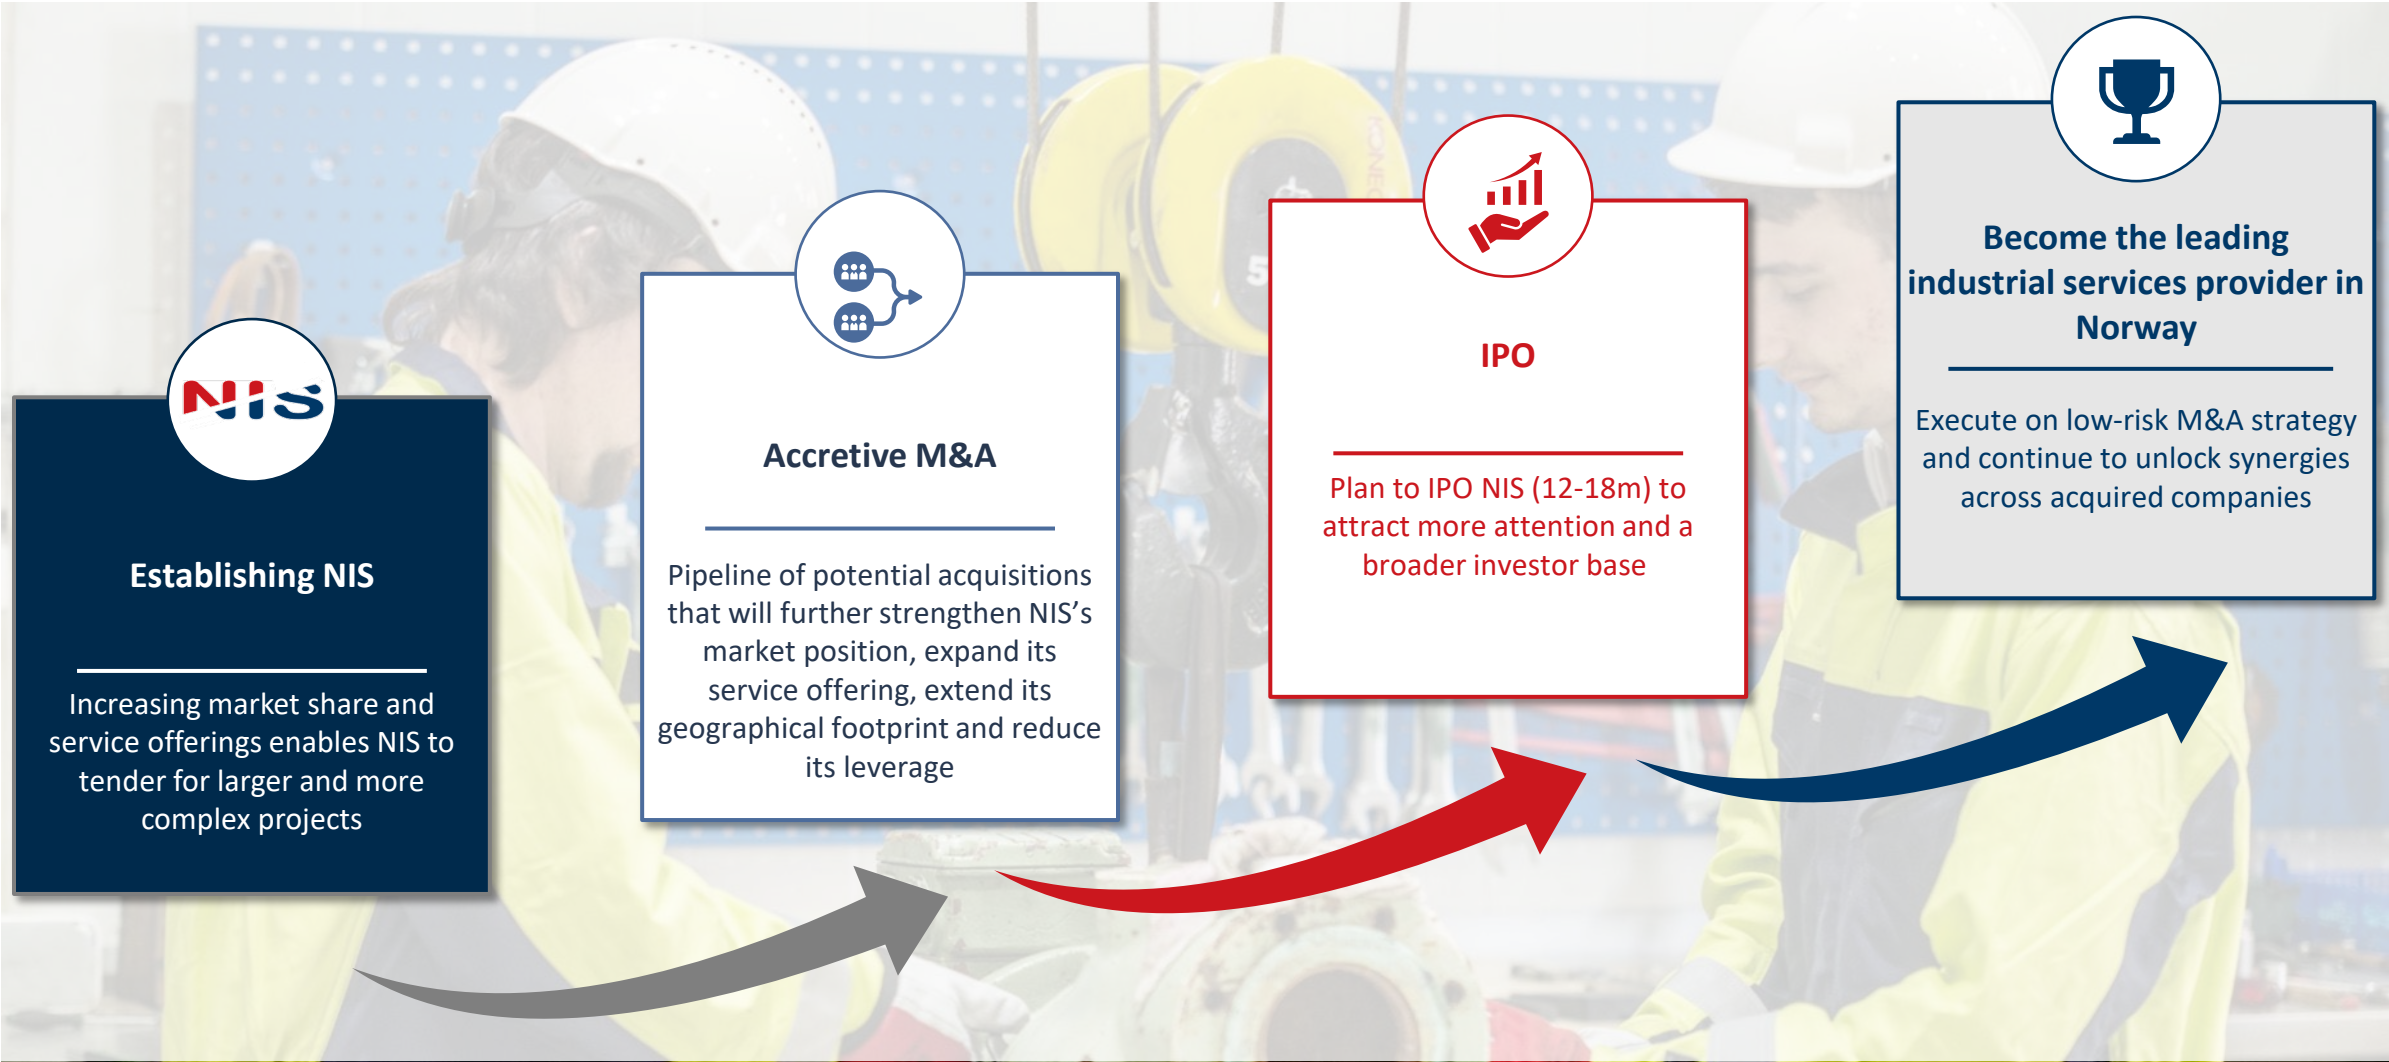 NIS
Establishing NIS
Increasing market share and
service offerings enables NIS to
tender for larger and more
complex projects
Accretive M&A
Pipeline of potential acquisitions
that will further strengthen NIS's
market position, expand its
service offering, extend its
geographical footprint and reduce
its leverage
IPO
Plan to IPO NIS (12-18m) to
attract more attention and a
broader investor base
Become the leading
industrial services provider in
Norway
Execute on low-risk M&A strategy
and continue to unlock synergies
across acquired companies